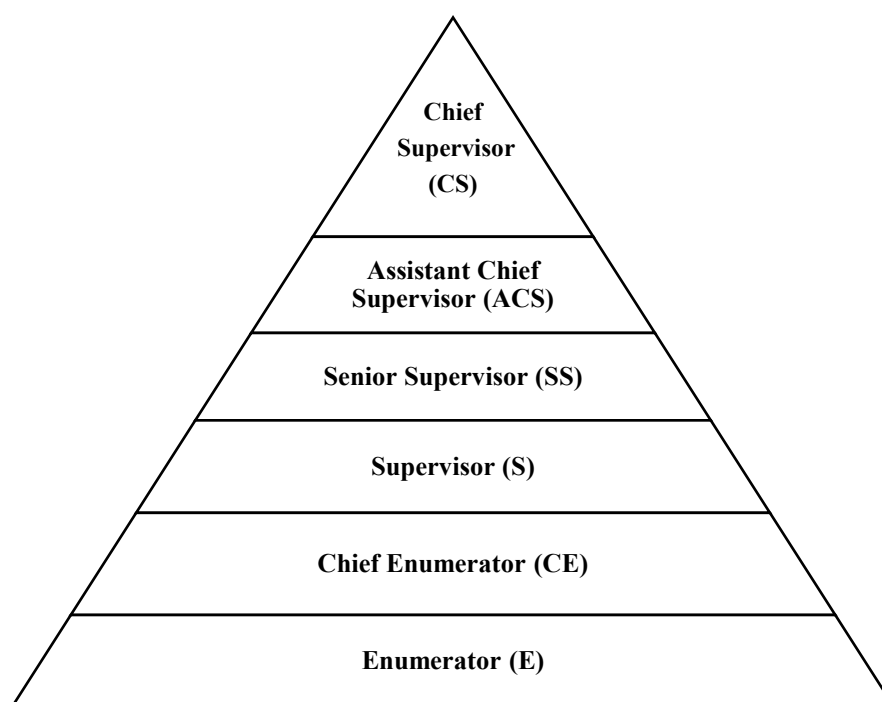 Chief
Supervisor
(CS)
Assistant Chief
Supervisor (ACS)
Senior Supervisor (SS)
Supervisor (S)
Chief Enumerator (CE)
Enumerator (E)